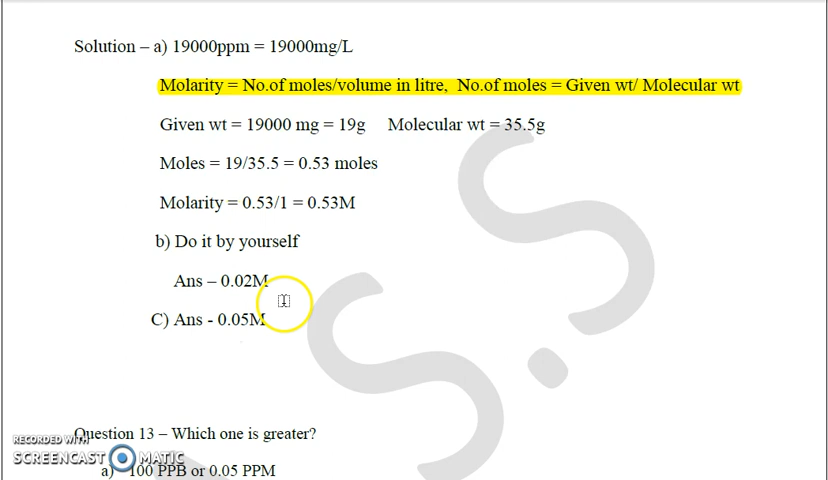 Solution – a) 19000ppm = 19000mg/L
Molarity = No.of moles/volume in litre, No.of moles = Given wt/ Molecular wt
Given wt = 19000 mg = 19g Molecular wt = 35.5g
Moles = 19/35.5 = 0.53 moles
Molarity = 0.53/1 = 0.53M
b) Do it by yourself
Ans – 0.02M
C) Ans - 0.05M
S.S
Question 13 – Which one is greater?
RECORDED WITH
SCREENCAST MATIC
a) 100 PPB or 0.05 PPM